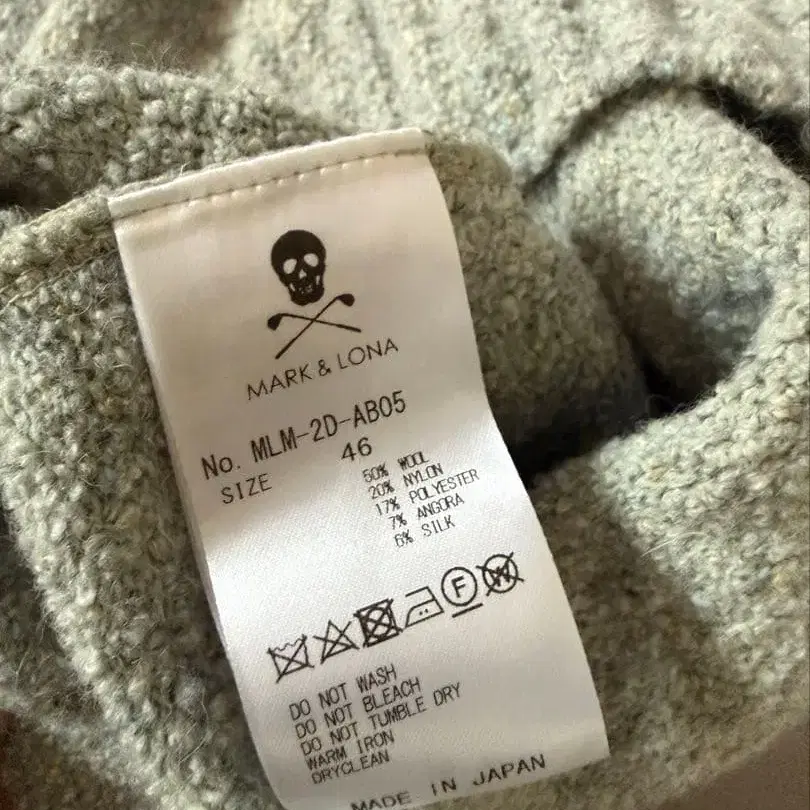 MARK & LONA
No. MLM-2D-AB05
SIZE 46
50% WOOL
20% NYLON
17% POLYESTER
7% ANGORA
6% SILK
F W
DO NOT WASH
DO NOT BLEACH
DO NOT TUMBLE DRY
WARM IRON
DRYCLEAN
MADE IN JAPAN